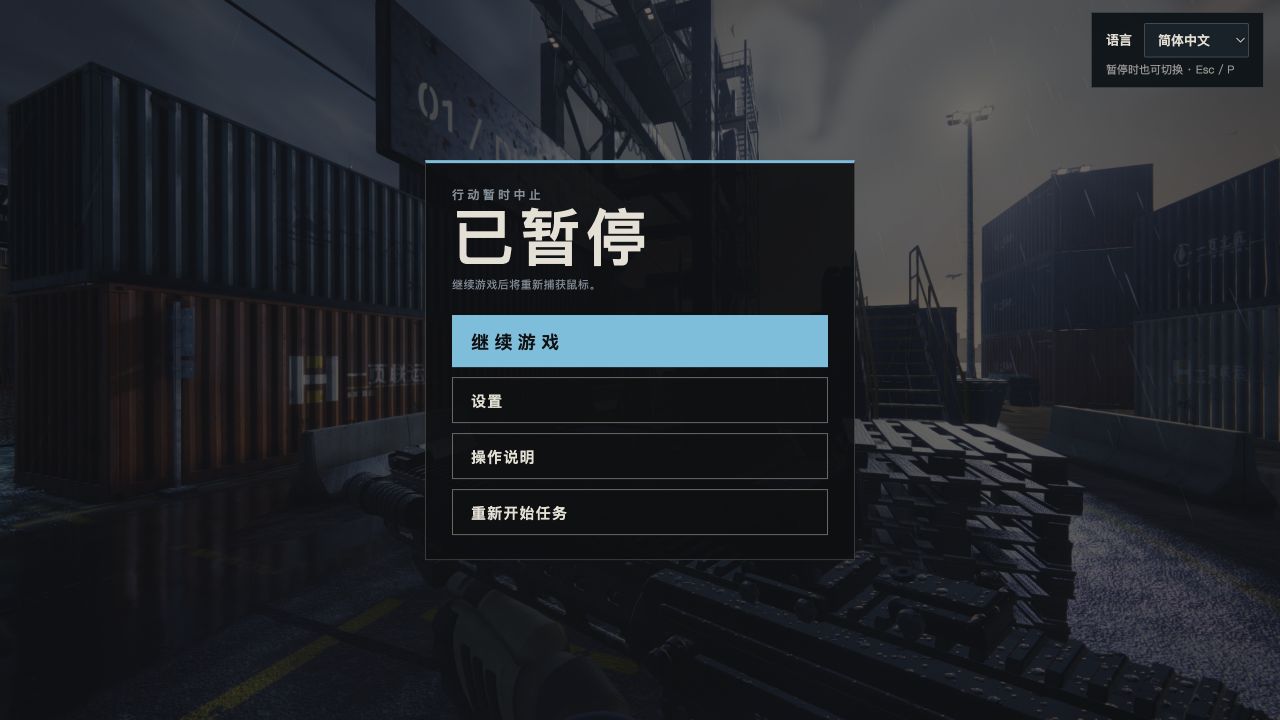 语言
简体中文
暂停时也可切换 · Esc / P
01 /
行动暂时中止
已暂停
继续游戏后将重新捕获鼠标。
继续游戏
设置
操作说明
重新开始任务